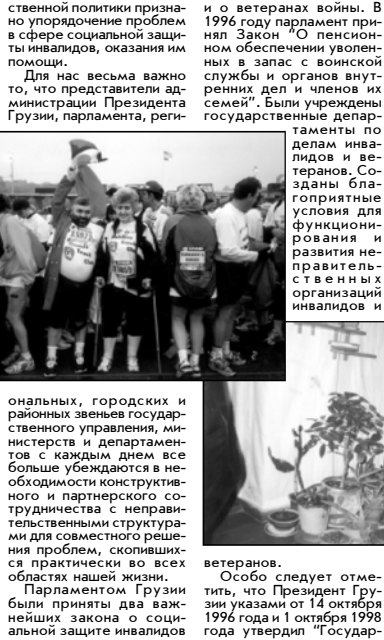 ственной политики призна-
но упорядочение проблем
в сфере социальной защи-
ты инвалидов, оказания им
помощи.
Для нас весьма важно
то, что представители ад-
министрации Президента
Грузии, парламента, реги-
ональных, городских и
районных звеньев государ-
ственного управления, ми-
нистерств и департамен-
тов с каждым днем все
больше убеждаются в не-
обходимости конструктив-
ного и партнерского со-
трудничества с неправи-
тельственными структура-
ми для совместного реше-
ния проблем, скопивших-
ся практически во всех
областях нашей жизни.
Парламентом Грузии
были приняты два важ-
нейших закона о соци-
альной защите инвалидов
и о ветеранах войны. В
1996 году парламент при-
нял Закон "О пенсион-
ном обеспечении уволен-
ных в запас с воинской
службы и органов внут-
ренних дел и членов их
семей". Были учреждены
государственные депар-
таменты по
делам инва-
лидов и ве-
теранов. Со-
зданы бла-
гоприятные
условия для
функциони-
рования и
развития не-
правитель-
ственных
организаций
инвалидов и
ветеранов.
Особо следует отме-
тить, что Президент Гру-
зии указами от 14 октября
1996 года и 1 октября 1998
года утвердил "Государ-